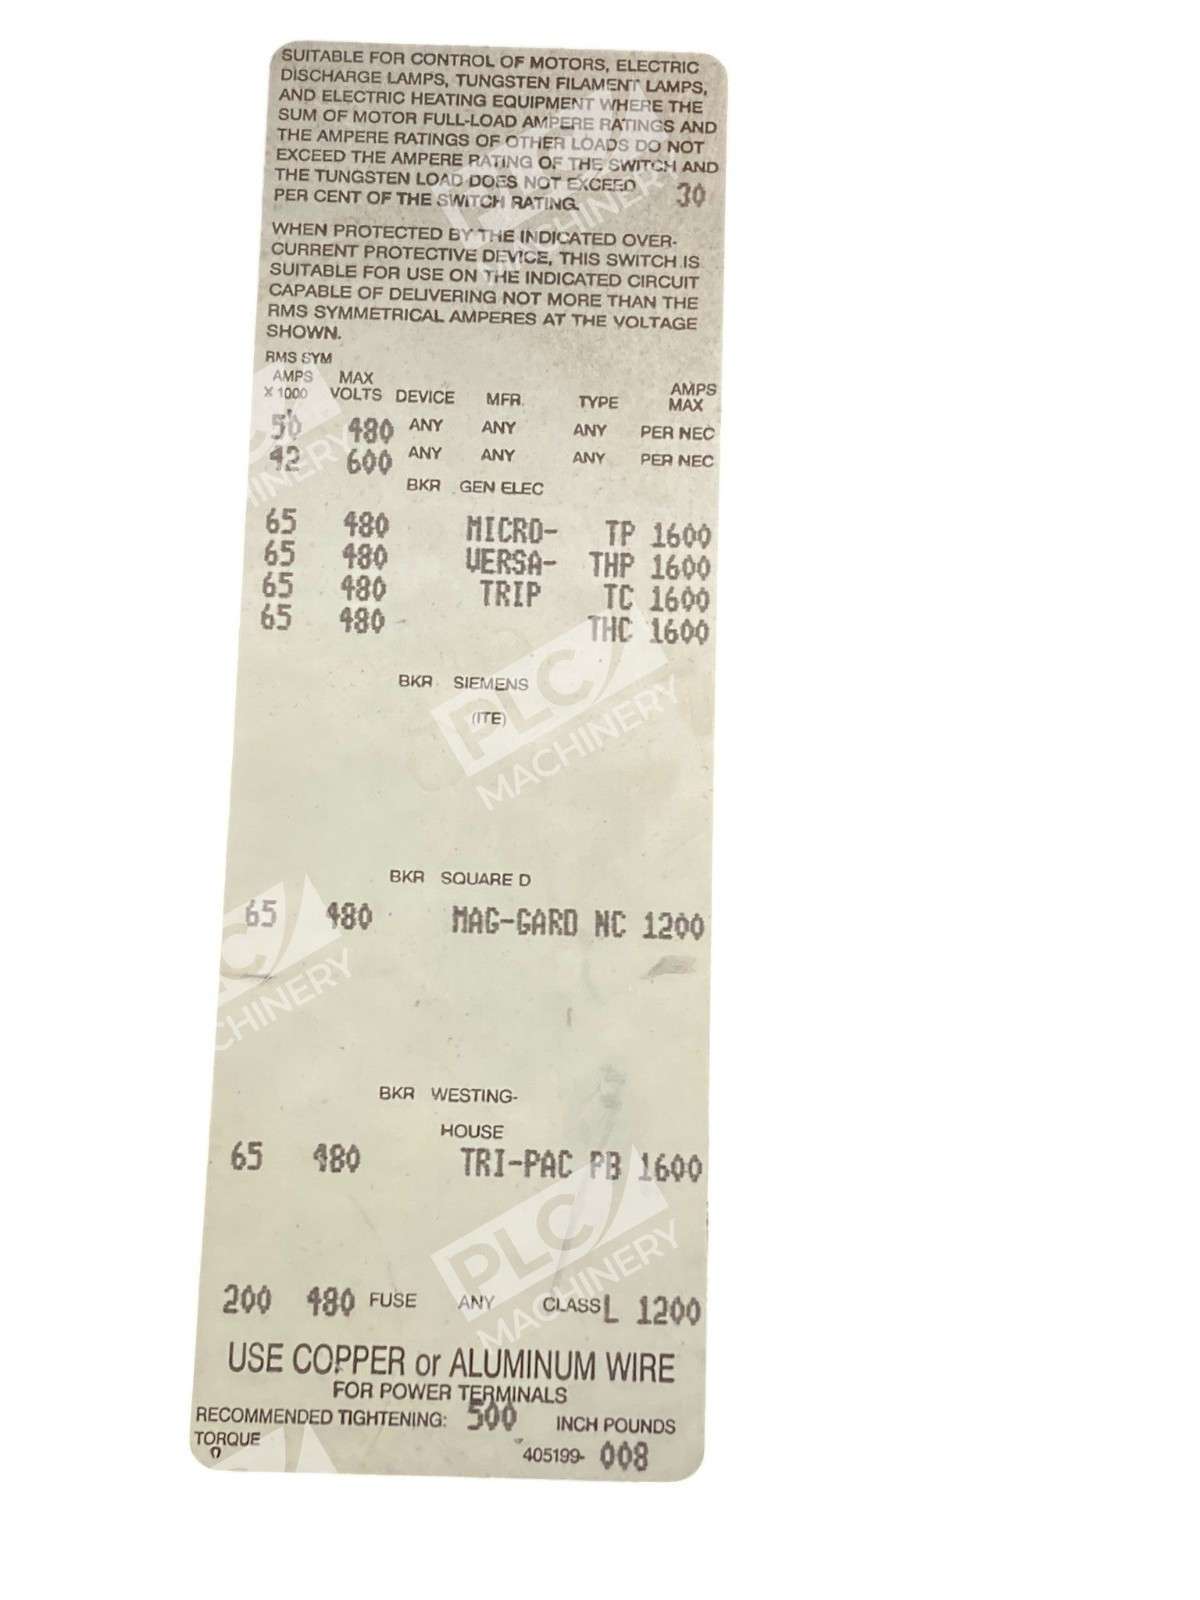 SUITABLE FOR CONTROL OF MOTORS, ELECTRIC
DISCHARGE LAMPS, TUNGSTEN FILAMENT LAMPS,
AND ELECTRIC HEATING EQUIPMENT WHERE THE
SUM OF MOTOR FULL-LOAD AMPERE RATINGS AND
THE AMPERE RATINGS OF OTHER LOADS DO NOT
EXCEED THE AMPERE RATING OF THE SWITCH AND
THE TUNGSTEN LOAD DOES NOT EXCEED 30
PER CENT OF THE SWITCH RATING.
WHEN PROTECTED BY THE INDICATED OVER-
CURRENT PROTECTIVE DEVICE, THIS SWITCH IS
SUITABLE FOR USE ON THE INDICATED CIRCUIT
CAPABLE OF DELIVERING NOT MORE THAN THE
RMS SYMMETRICAL AMPERES AT THE VOLTAGE
SHOWN.
RMS SYM
AMPS MAX AMPS
X 1000 VOLTS DEVICE MFR. TYPE MAX
50 480 ANY ANY ANY PER NEC
42 600 ANY ANY ANY PER NEC
BKR GEN ELEC
65 480 MICRO- TP 1600
65 480 VERSA- THP 1600
65 480 TRIP TC 1600
65 480 THC 1600
BKR SIEMENS
(ITE)
BKR SQUARE D
65 480 MAG-GARD NC 1200
BKR WESTING-
HOUSE
65 480 TRI-PAC PB 1600
200 480 FUSE ANY CLASS L 1200
USE COPPER or ALUMINUM WIRE
FOR POWER TERMINALS
RECOMMENDED TIGHTENING: 500 INCH POUNDS
TORQUE
405199- 008
PLC
MACHINERY
PLC
MACHINERY
PLC
MACHINERY